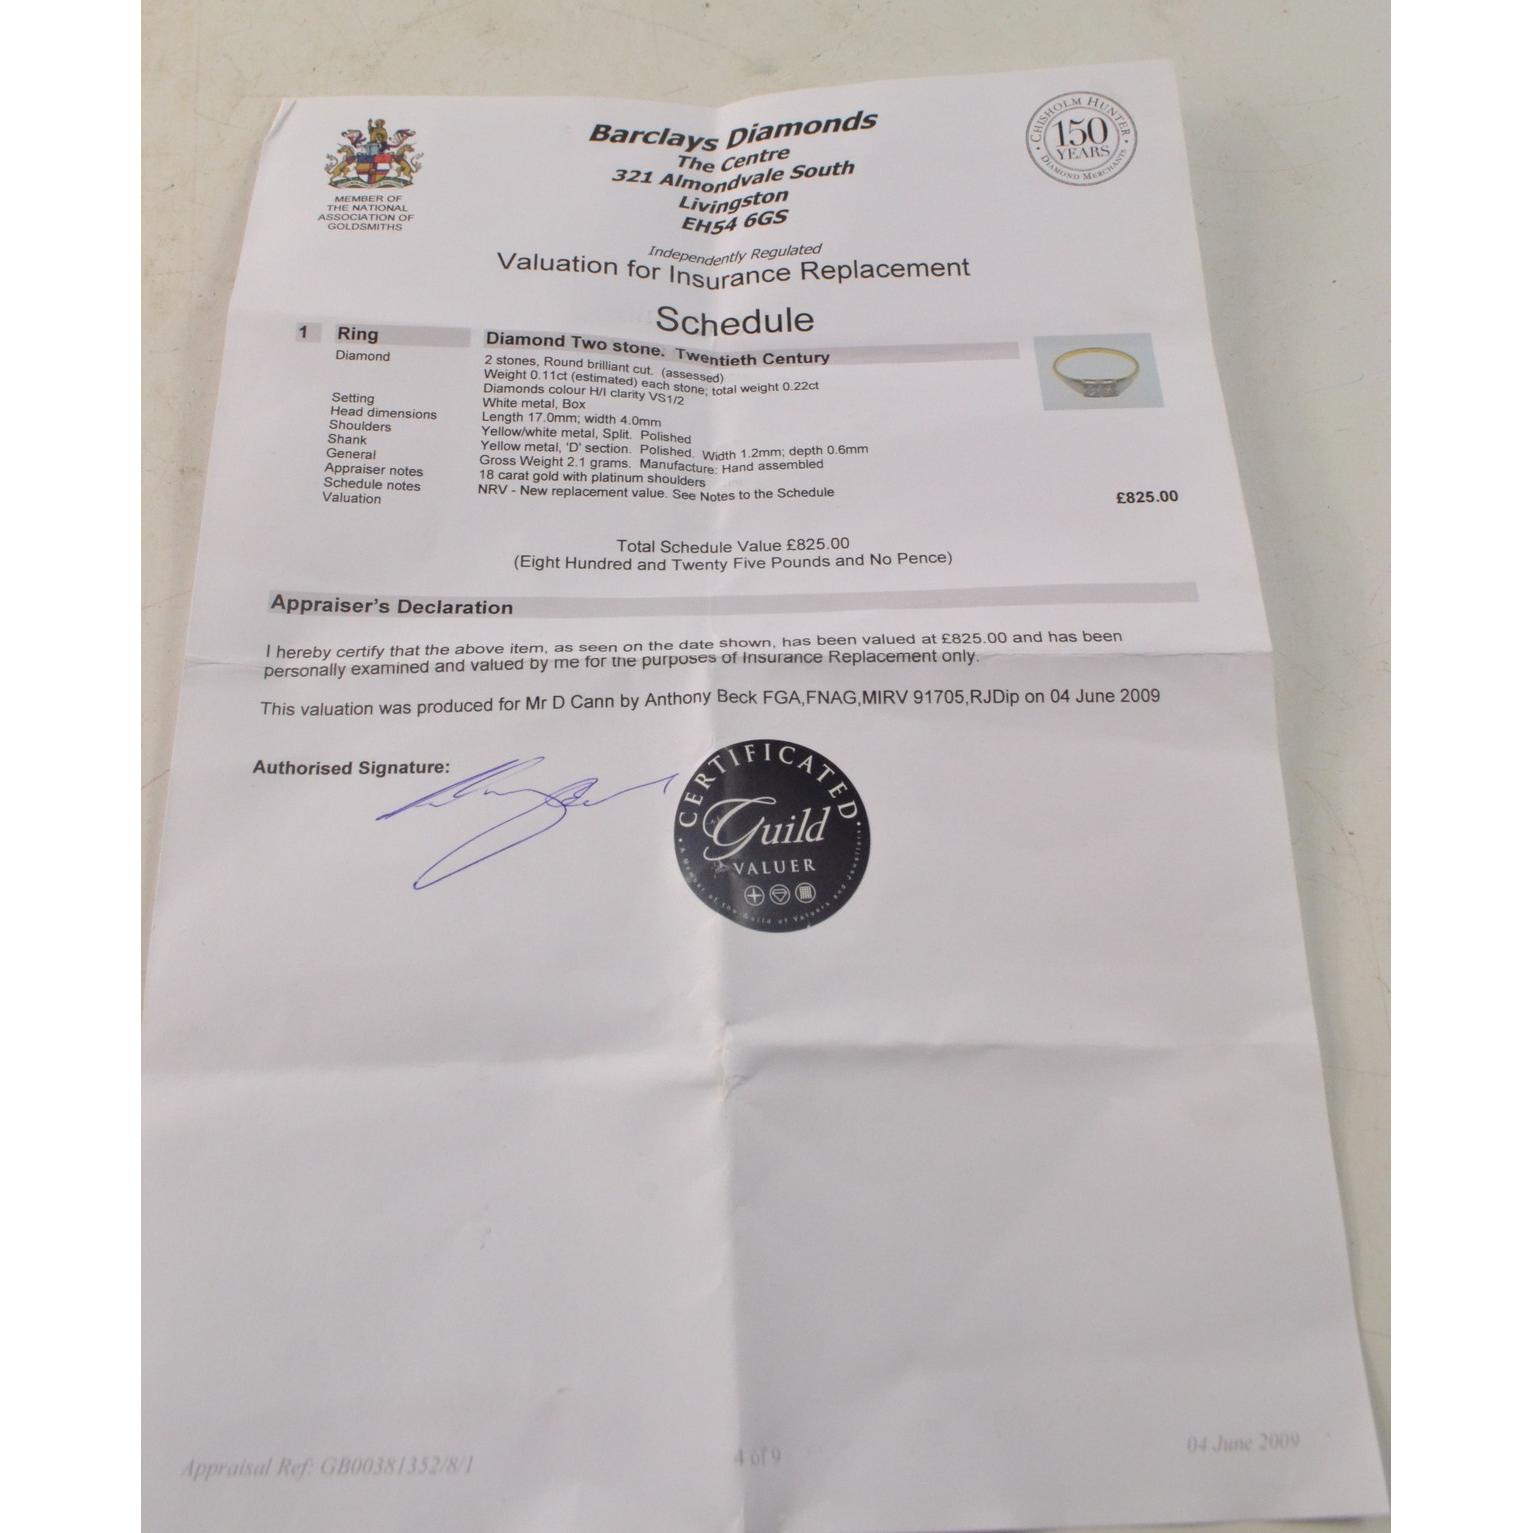 Barclays Diamonds
The Centre
321 Almondvale South
Livingston
EH54 6GS
MEMBER OF
THE NATIONAL
ASSOCIATION OF
GOLDSMITHS
CHISHOLM HUNTER
150
YEARS
DIAMOND MERCHANTS
Independently Regulated
Valuation for Insurance Replacement
Schedule
1 Ring Diamond Two stone. Twentieth Century
Diamond 2 stones, Round brilliant cut. (assessed)
Weight 0.11ct (estimated) each stone; total weight 0.22ct
Diamonds colour H/I clarity VS1/2
Setting White metal, Box
Head dimensions Length 17.0mm; width 4.0mm
Shoulders Yellow/white metal, Split. Polished
Shank Yellow metal, 'D' section. Polished. Width 1.2mm; depth 0.6mm
General Gross Weight 2.1 grams. Manufacture: Hand assembled
Appraiser notes 18 carat gold with platinum shoulders
Schedule notes NRV - New replacement value. See Notes to the Schedule
Valuation £825.00
Total Schedule Value £825.00
(Eight Hundred and Twenty Five Pounds and No Pence)
Appraiser's Declaration
I hereby certify that the above item, as seen on the date shown, has been valued at £825.00 and has been
personally examined and valued by me for the purposes of Insurance Replacement only.
This valuation was produced for Mr D Cann by Anthony Beck FGA,FNAG,MIRV 91705,RJDip on 04 June 2009
Authorised Signature:
CERTIFICATED
Guild
VALUER
A Member of the Guild of Valuers and Jewellers
Appraisal Ref: GB00381352/8/1 4 of 9 04 June 2009